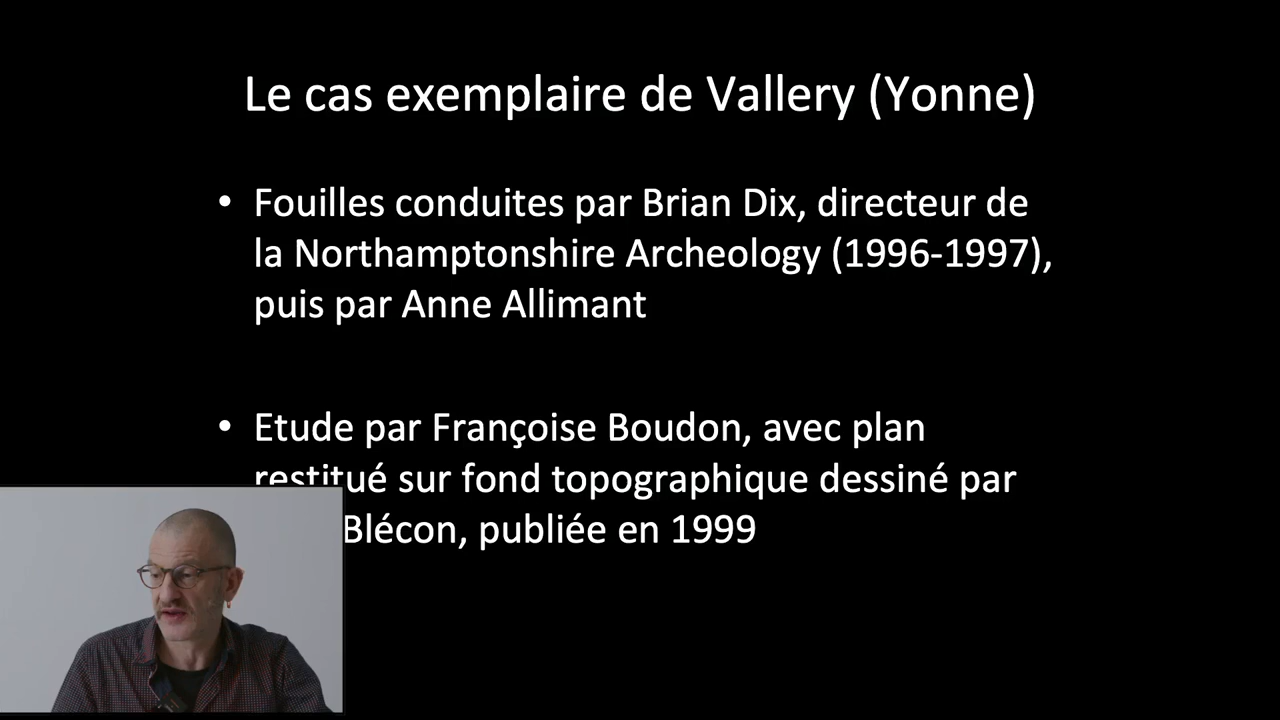 Le cas exemplaire de Vallery (Yonne)
• Fouilles conduites par Brian Dix, directeur de
la Northamptonshire Archeology (1996-1997),
puis par Anne Allimant
• Etude par Françoise Boudon, avec plan
restitué sur fond topographique dessiné par
Blécon, publiée en 1999